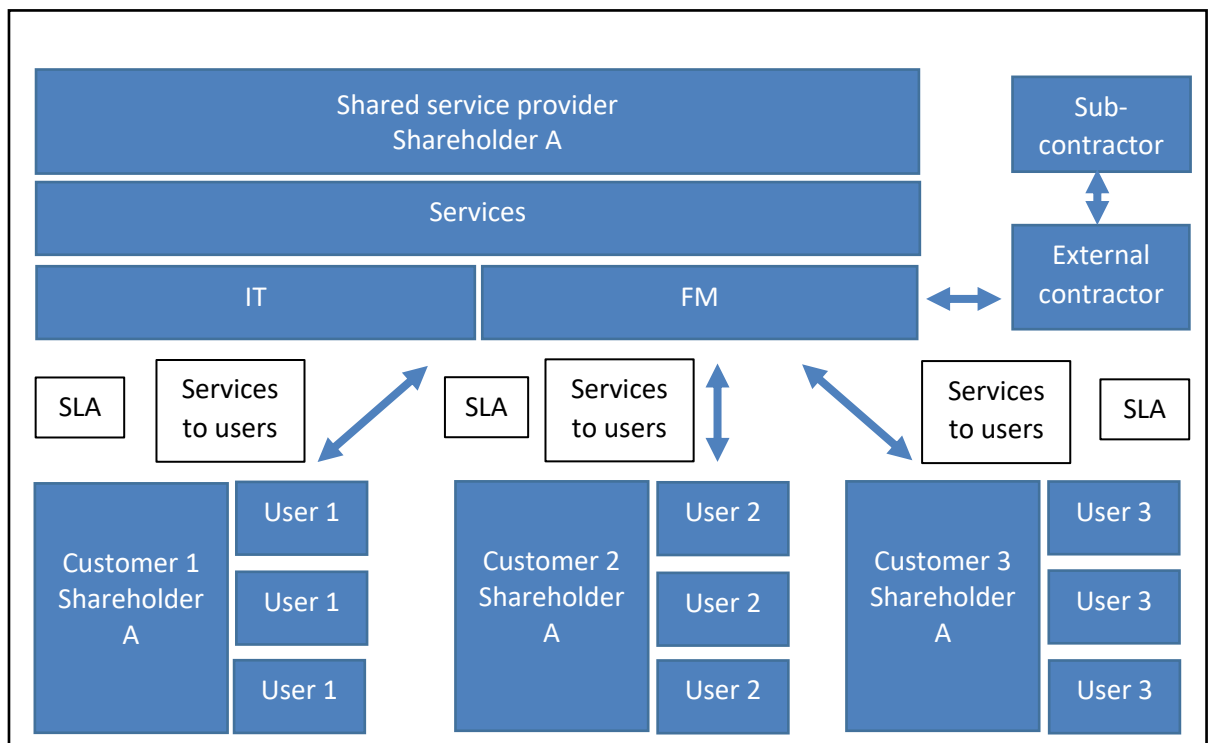 Shared service provider
Shareholder A
Sub-
contractor
Services
External
contractor
IT
FM
SLA
Services
to users
SLA
Services
to users
Services
to users
SLA
Customer 1
Shareholder
A
User 1
User 1
User 1
Customer 2
Shareholder
A
User 2
User 2
User 2
Customer 3
Shareholder
A
User 3
User 3
User 3